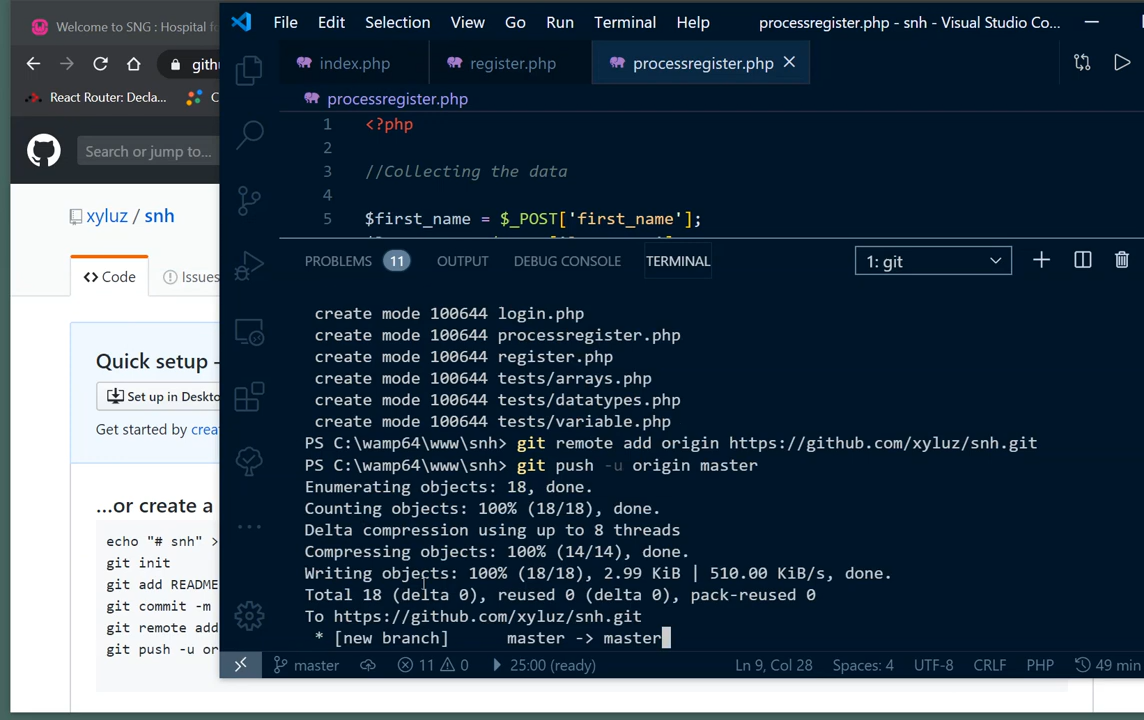 Welcome to SNG : Hospital fo
File Edit Selection View Go Run Terminal Help processregister.php - snh - Visual Studio Co...
index.php register.php processregister.php
gith
React Router: Decla...
processregister.php
1 <?php
2
3 //Collecting the data
4
5 $first_name = $_POST['first_name'];
Search or jump to...
xyluz / snh
Code Issues
PROBLEMS 11 OUTPUT DEBUG CONSOLE TERMINAL 1: git
create mode 100644 login.php
create mode 100644 processregister.php
create mode 100644 register.php
create mode 100644 tests/arrays.php
create mode 100644 tests/datatypes.php
create mode 100644 tests/variable.php
PS C:\wamp64\www\snh> git remote add origin https://github.com/xyluz/snh.git
PS C:\wamp64\www\snh> git push -u origin master
Enumerating objects: 18, done.
Counting objects: 100% (18/18), done.
Delta compression using up to 8 threads
Compressing objects: 100% (14/14), done.
Writing objects: 100% (18/18), 2.99 KiB | 510.00 KiB/s, done.
Total 18 (delta 0), reused 0 (delta 0), pack-reused 0
To https://github.com/xyluz/snh.git
* [new branch] master -> master
Quick setup –
Set up in Deskto
Get started by crea
...or create a
echo "# snh" >
git init
git add README
git commit -m
git remote add
git push -u or
master 11 0 25:00 (ready) Ln 9, Col 28 Spaces: 4 UTF-8 CRLF PHP 49 min